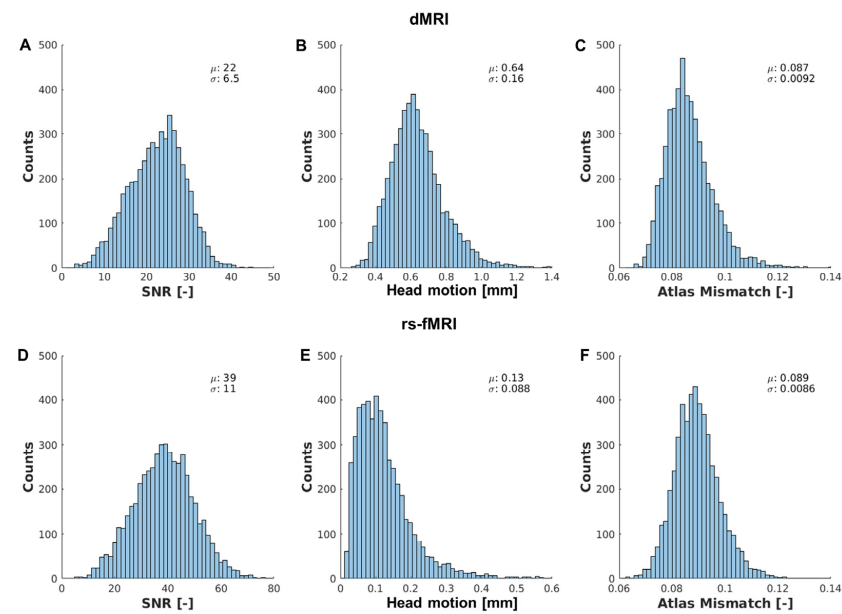 dMRI
A
500
400
300
200
100
0
Counts
0 10 20 30 40 50
SNR [-]
μ: 22
σ: 6.5
B
500
400
300
200
100
0
Counts
0.2 0.4 0.6 0.8 1.0 1.2 1.4
Head motion [mm]
μ: 0.64
σ: 0.16
C
500
400
300
200
100
0
Counts
0.06 0.08 0.1 0.12 0.14
Atlas Mismatch [-]
μ: 0.087
σ: 0.0092
rs-fMRI
D
500
400
300
200
100
0
Counts
0 20 40 60 80
SNR [-]
μ: 39
σ: 11
E
500
400
300
200
100
0
Counts
0 0.1 0.2 0.3 0.4 0.5 0.6
Head motion [mm]
μ: 0.13
σ: 0.088
F
500
400
300
200
100
0
Counts
0.06 0.08 0.1 0.12 0.14
Atlas Mismatch [-]
μ: 0.089
σ: 0.0086